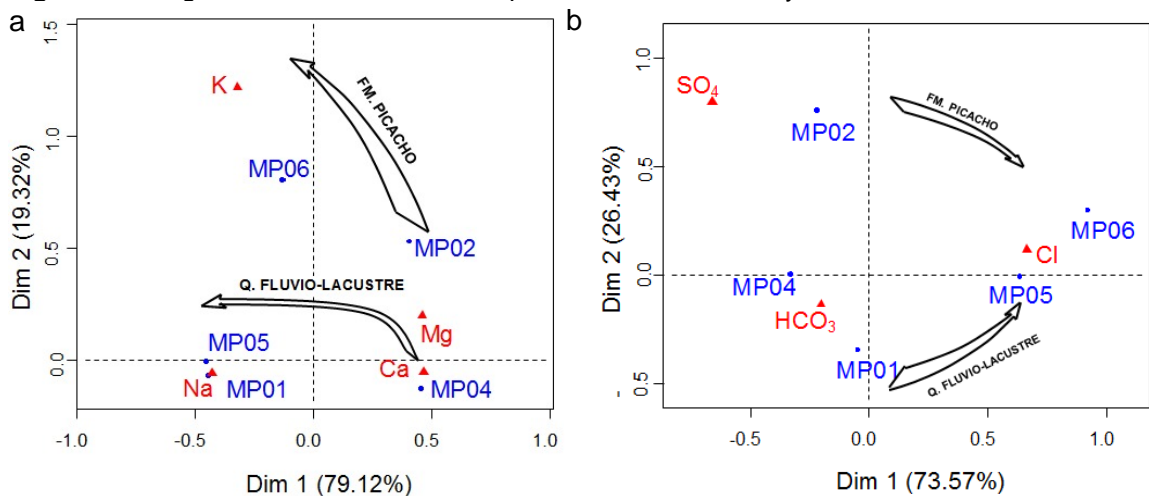 a
Dim 2 (19.32%)
1.5
1.0
0.5
0.0
K
FM. PICACHO
MP06
MP02
Q. FLUVIO-LACUSTRE
Mg
MP05
Na
MP01
Ca
MP04
-1.0 -0.5 0.0 0.5 1.0
Dim 1 (79.12%)
b
Dim 2 (26.43%)
1.0
0.5
0.0
- 0.5
SO₄
MP02
FM. PICACHO
MP06
Cl
MP04
MP05
HCO₃
MP01
Q. FLUVIO-LACUSTRE
-0.5 0.0 0.5 1.0
Dim 1 (73.57%)